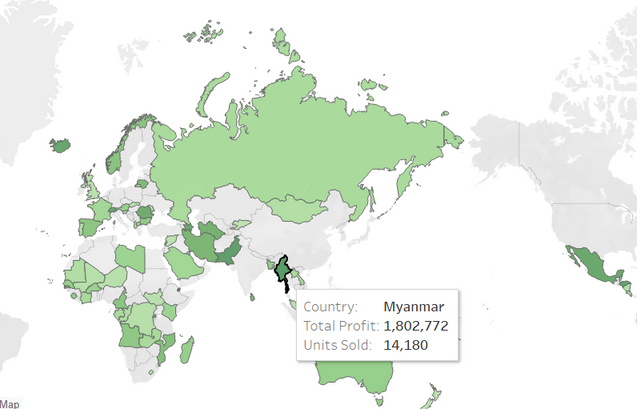 Country: Myanmar
Total Profit: 1,802,772
Units Sold: 14,180
Map